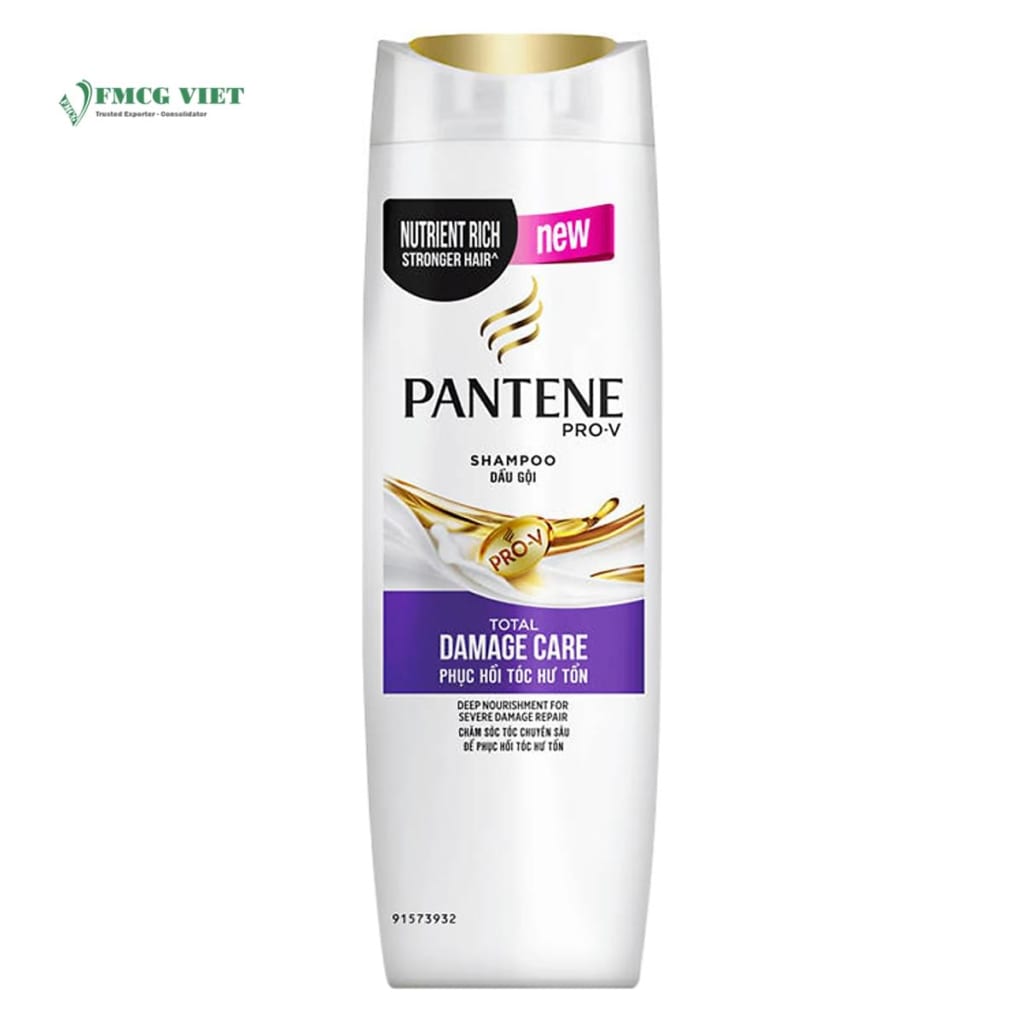 FMCG VIET
Trusted Exporter - Consolidator
NUTRIENT RICH
STRONGER HAIR^
new
PANTENE
PRO-V
SHAMPOO
DẦU GỘI
PRO-V
TOTAL
DAMAGE CARE
PHỤC HỒI TÓC HƯ TỔN
DEEP NOURISHMENT FOR
SEVERE DAMAGE REPAIR
CHĂM SÓC TÓC CHUYÊN SÂU
ĐỂ PHỤC HỒI TÓC HƯ TỔN
91573932